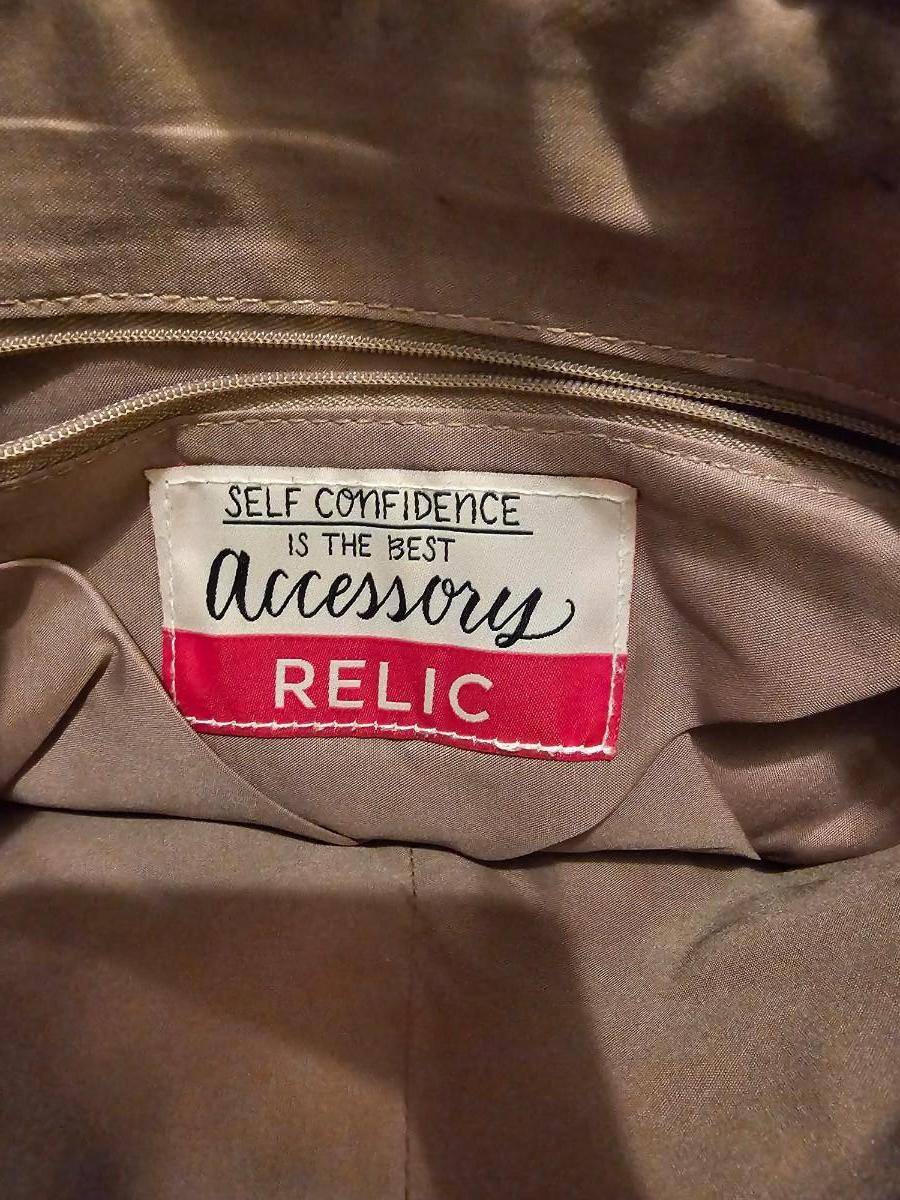 SELF CONFIDENCE
IS THE BEST
Accessory
RELIC